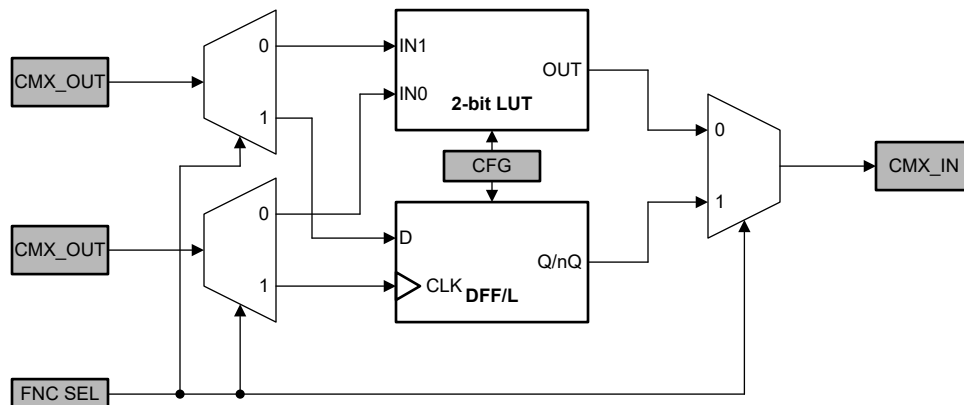 0
IN1
CMX_OUT
OUT
IN0
2-bit LUT
1
0
CFG
CMX_IN
0
1
D
CMX_OUT
Q/nQ
1
CLK
DFF/L
FNC SEL